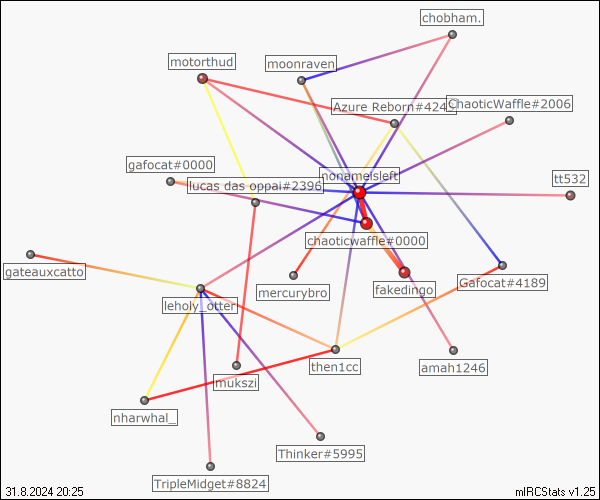 chobham.
motorthud
moonraven
Azure Reborn#424
ChaoticWaffle#2006
gafocat#0000
nonameisleft
lucas das oppai#2396
tt532
chaoticwaffle#0000
gateauxcatto
mercurybro
fakedingo
Gafocat#4189
leholy_otter
then1cc
amah1246
mukszi
nharwhal_
Thinker#5995
TripleMidget#8824
31.8.2024 20:25
mIRCStats v1.25